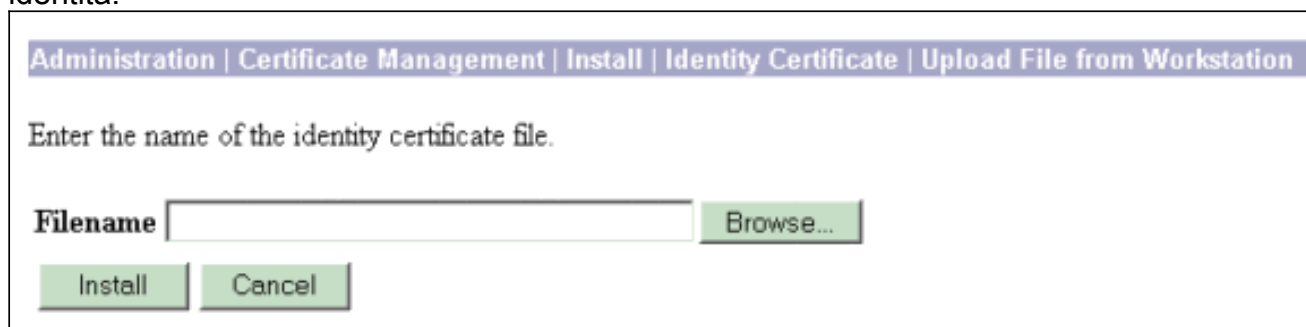 identità.
Administration | Certificate Management | Install | Identity Certificate | Upload File from Workstation
Enter the name of the identity certificate file.
Filename Browse...
Install Cancel